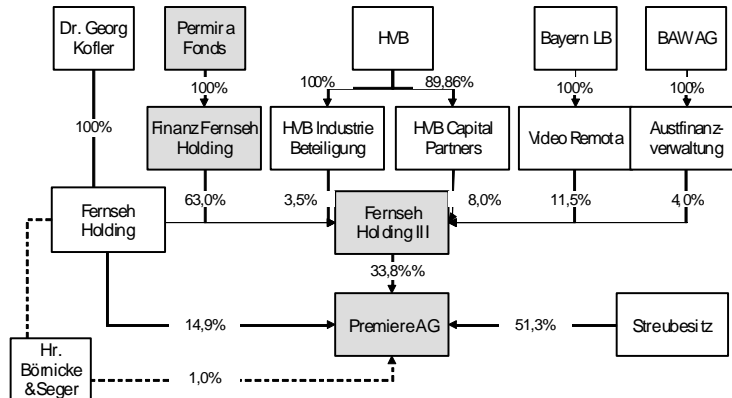 Dr. Georg
Kofler
Permira
Fonds
HVB
Bayern LB
BAWAG
100%
100%
100%
89,86%
100%
100%
Finanz Fernseh
Holding
HVB Industrie
Beteiligung
HVB Capital
Partners
Video Remota
Austfinanz-
verwaltung
Fernseh
Holding
63,0%
3,5%
Fernseh
Holding III
8,0%
11,5%
4,0%
33,8%%
14,9%
Premiere AG
51,3%
Streubesitz
Hr.
Börnicke
& Seger
1,0%